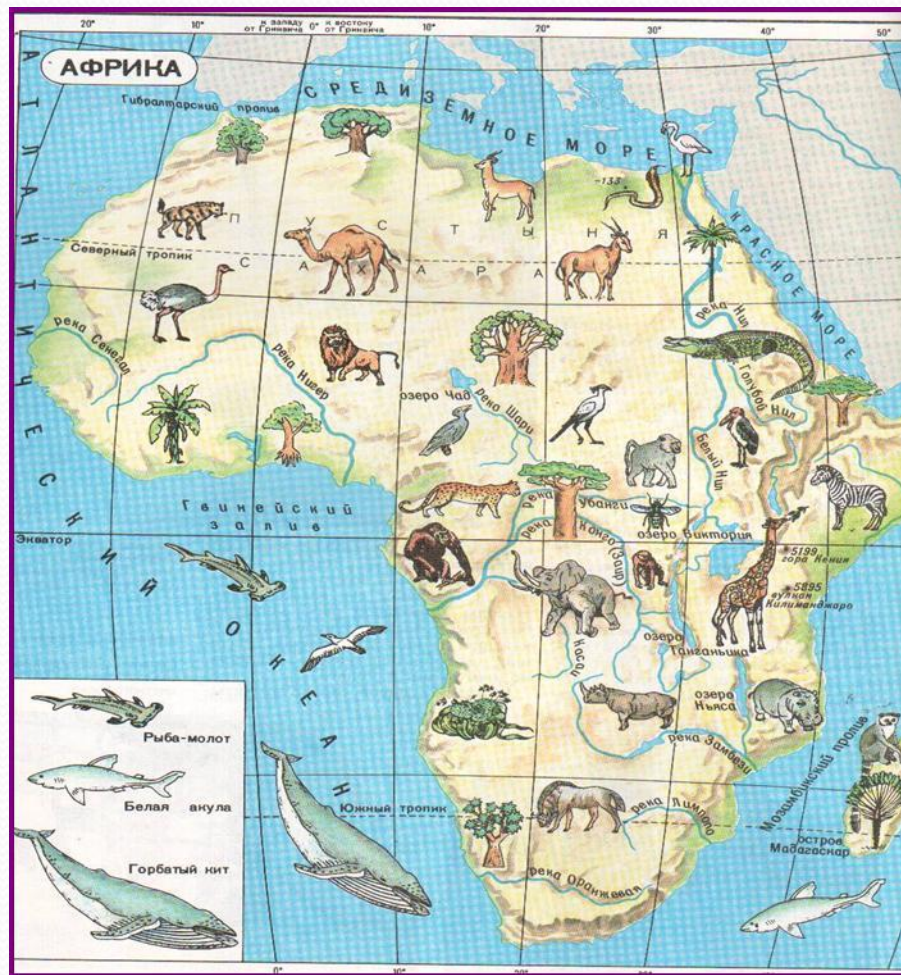 20° 10° к западу от Гринвича 0° к востоку от Гринвича 10° 20° 30° 40° 50°
АФРИКА
АТЛАНТИЧЕСКИЙ ОКЕАН
Гибралтарский пролив
СРЕДИЗЕМНОЕ МОРЕ
-133
ПУСТЫНЯ
Северный тропик
САХАРА
КРАСНОЕ МОРЕ
река Нил
река Сенегал
река Нигер
озеро Чад
река Шари
Голубой Нил
Белый Нил
Гвинейский залив
река Убанги
река Конго (Заир)
Экватор
озеро Виктория
5199
гора Кения
5895
вулкан Килиманджаро
озеро Танганьика
Касаи
озеро Ньяса
река Замбези
Мозамбикский пролив
Рыба-молот
Белая акула
Горбатый кит
Южный тропик
река Лимпопо
остров Мадагаскар
река Оранжевая
0° 10°